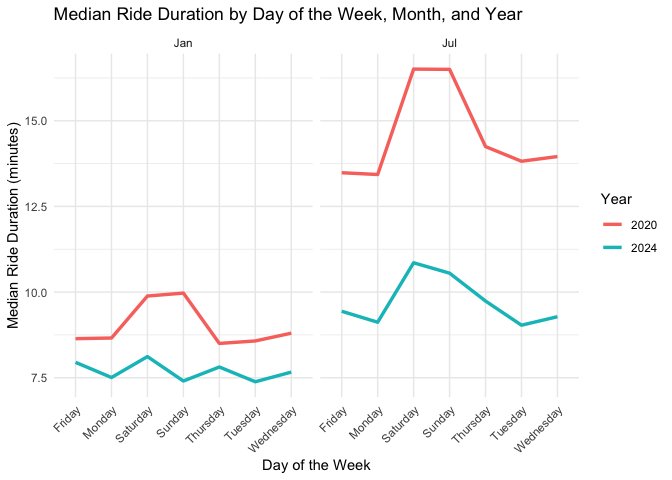 Median Ride Duration by Day of the Week, Month, and Year
Jan
Jul
Median Ride Duration (minutes)
15.0
12.5
10.0
7.5
Friday
Monday
Saturday
Sunday
Thursday
Tuesday
Wednesday
Friday
Monday
Saturday
Sunday
Thursday
Tuesday
Wednesday
Day of the Week
Year
2020
2024